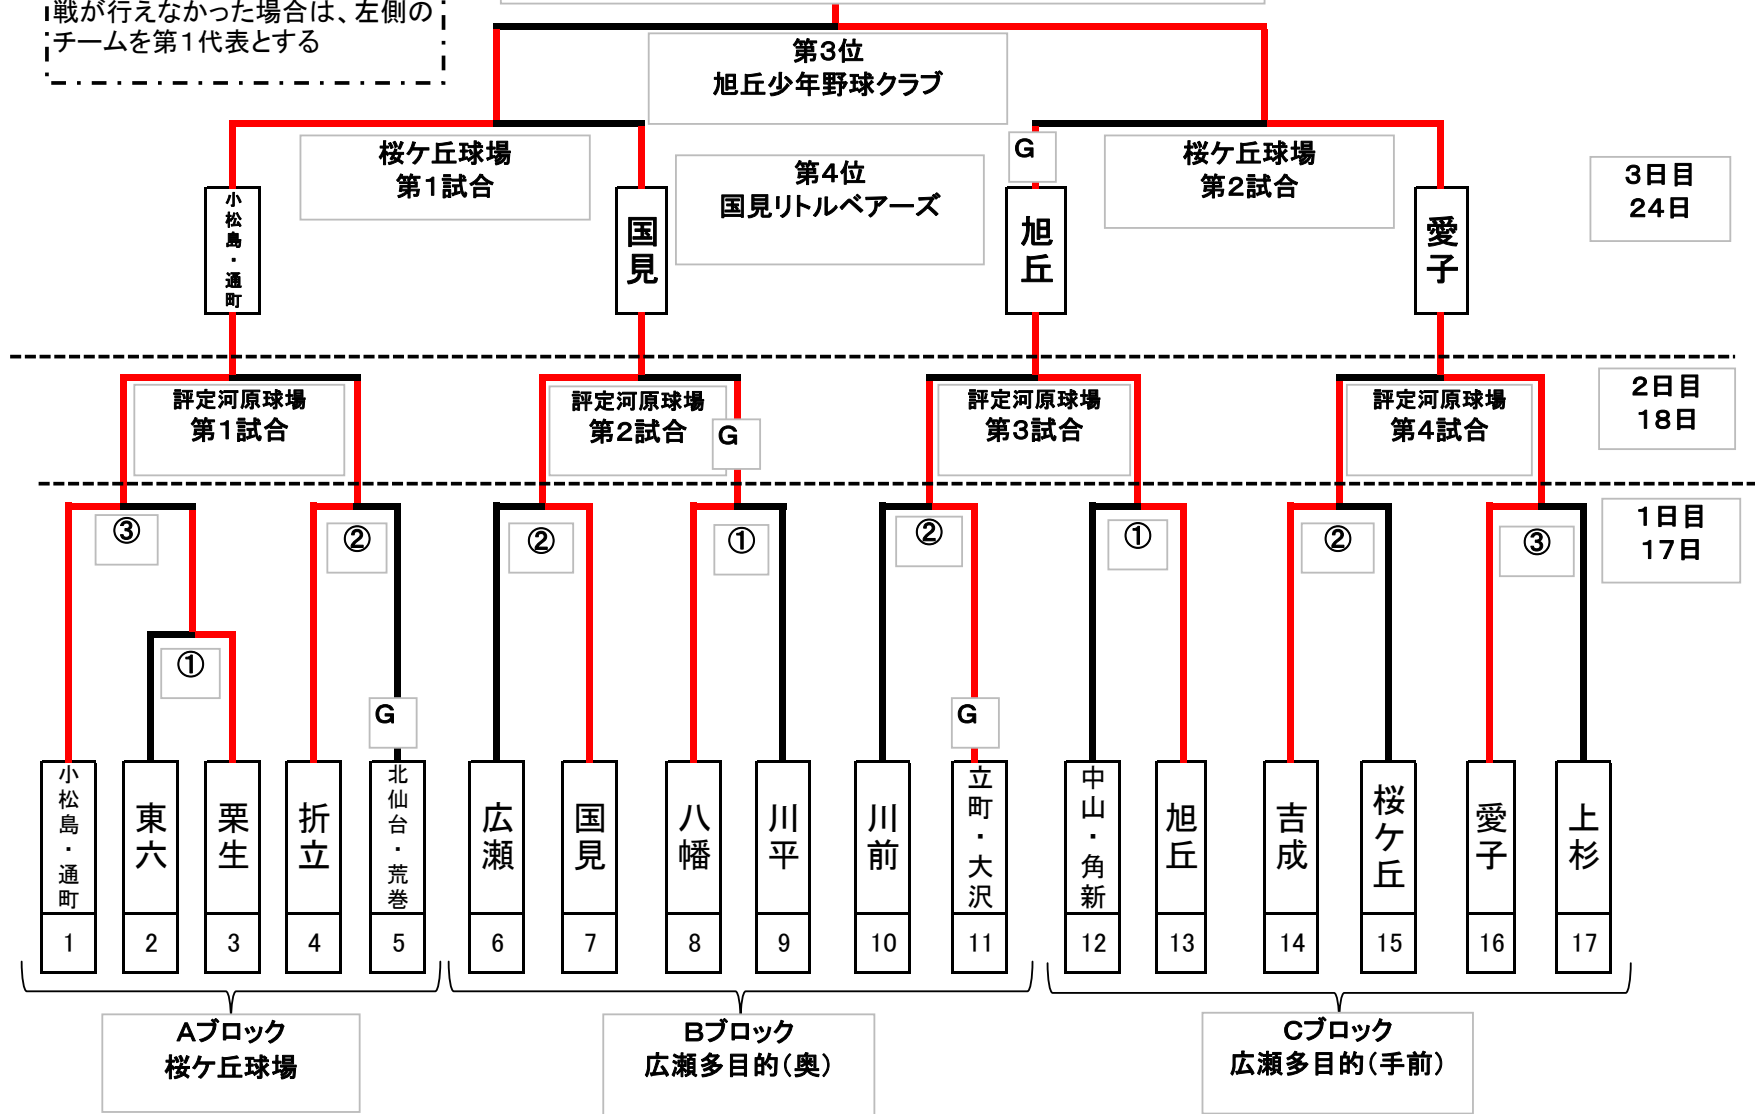 戦が行えなかった場合は、左側の
チームを第1代表とする
第3位
旭丘少年野球クラブ
桜ケ丘球場
第1試合
第4位
国見リトルベアーズ
G
桜ケ丘球場
第2試合
3日目
24日
小松島・通町
国見
旭丘
愛子
評定河原球場
第1試合
評定河原球場
第2試合
G
評定河原球場
第3試合
評定河原球場
第4試合
2日目
18日
③
②
②
①
②
①
②
③
1日目
17日
①
G
G
小松島・通町
東六
栗生
折立
北仙台・荒巻
広瀬
国見
八幡
川平
川前
立町・大沢
中山・角新
旭丘
吉成
桜ケ丘
愛子
上杉
1
2
3
4
5
6
7
8
9
10
11
12
13
14
15
16
17
Aブロック
桜ケ丘球場
Bブロック
広瀬多目的(奥)
Cブロック
広瀬多目的(手前)